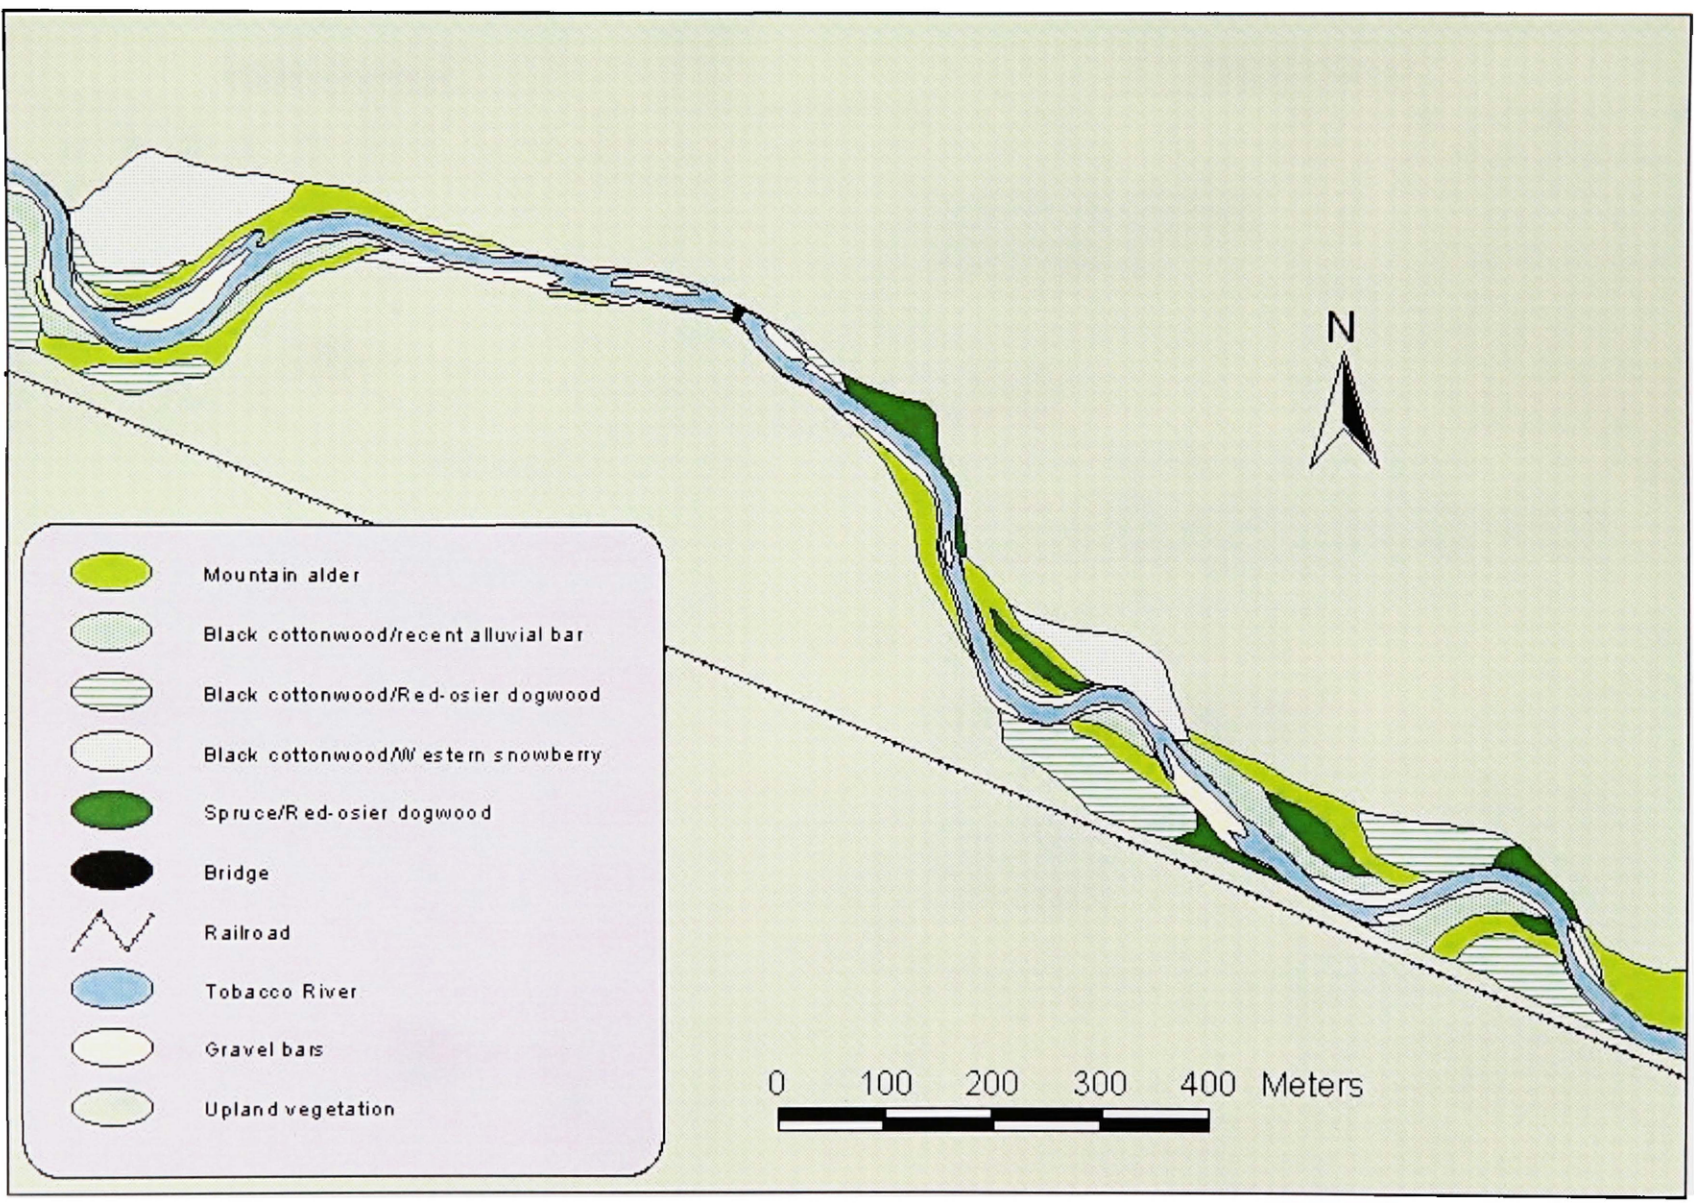 N
Mountain alder
Black cottonwood/recent alluvial bar
Black cottonwood/Red-osier dogwood
Black cottonwood/Western snowberry
Spruce/Red-osier dogwood
Bridge
Railroad
Tobacco River
Gravel bars
Upland vegetation
0 100 200 300 400 Meters